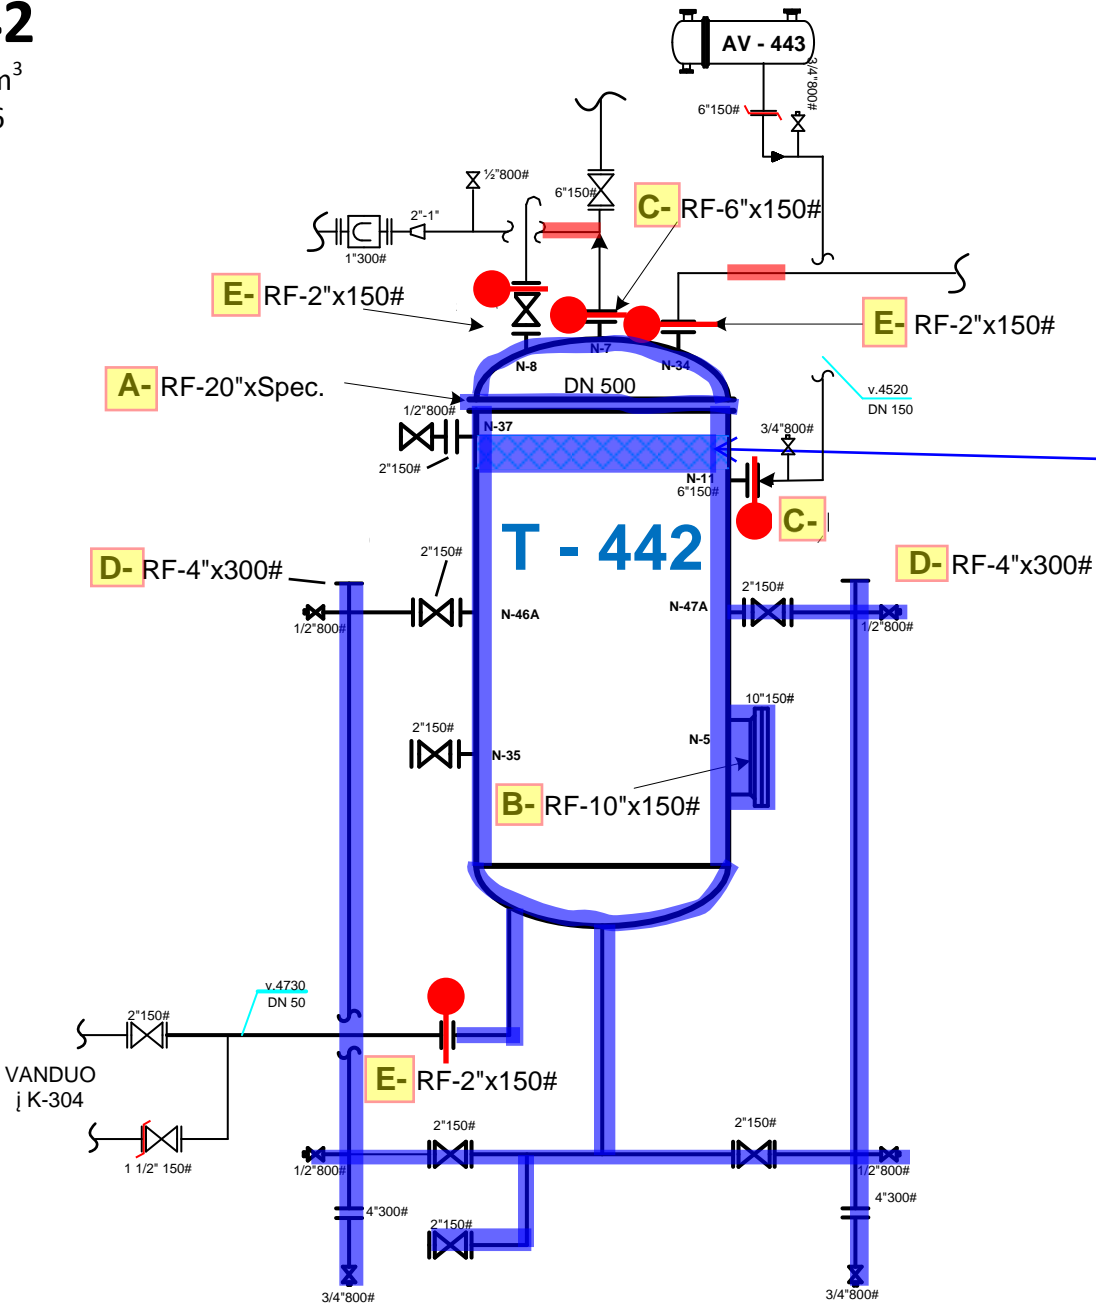 AV - 443
3/4"800#
6"150#
½"800#
6"150#
C- RF-6"x150#
2"-1"
1"300#
E- RF-2"x150#
E- RF-2"x150#
N-7
N-8
N-34
A- RF-20"xSpec.
DN 500
v.4520
DN 150
1/2"800#
N-37
3/4"800#
2"150#
N-11
6"150#
C-
T - 442
2"150#
D- RF-4"x300#
D- RF-4"x300#
2"150#
N-46A
N-47A
1/2"800#
1/2"800#
10"150#
2"150#
N-35
N-5
B- RF-10"x150#
v.4730
DN 50
2"150#
VANDUO
į K-304
E- RF-2"x150#
2"150#
2"150#
1 1/2" 150#
1/2"800#
1/2"800#
4"300#
4"300#
2"150#
3/4"800#
3/4"800#